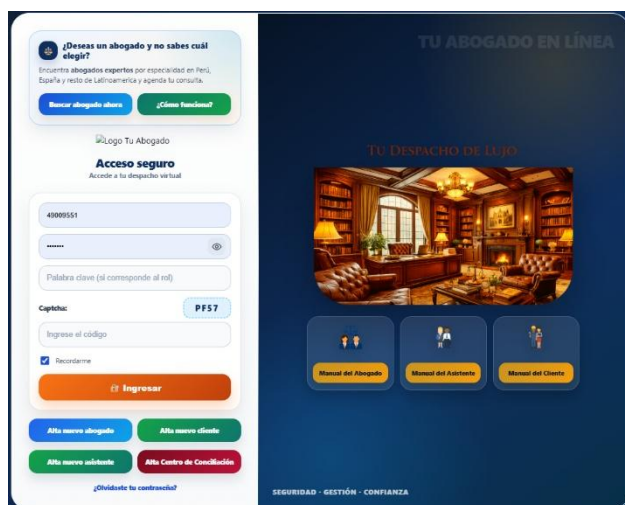 ¿Deseas un abogado y no sabes cuál
elegir?
Encuentra abogados expertos por especialidad en Perú,
España y resto de Latinoamerica y agenda tu consulta.
Buscar abogado ahora
¿Cómo funciona?
Logo Tu Abogado
Acceso seguro
Accede a tu despacho virtual
49009551
•••••••
Palabra clave (si corresponde al rol)
Captcha:
PF57
Ingrese el código
Recordarme
Ingresar
Alta nuevo abogado
Alta nuevo cliente
Alta nuevo asistente
Alta Centro de Conciliación
¿Olvidaste tu contraseña?
TU ABOGADO EN LÍNEA
TU DESPACHO DE LUJO
Manual del Abogado
Manual del Asistente
Manual del Cliente
SEGURIDAD · GESTIÓN · CONFIANZA